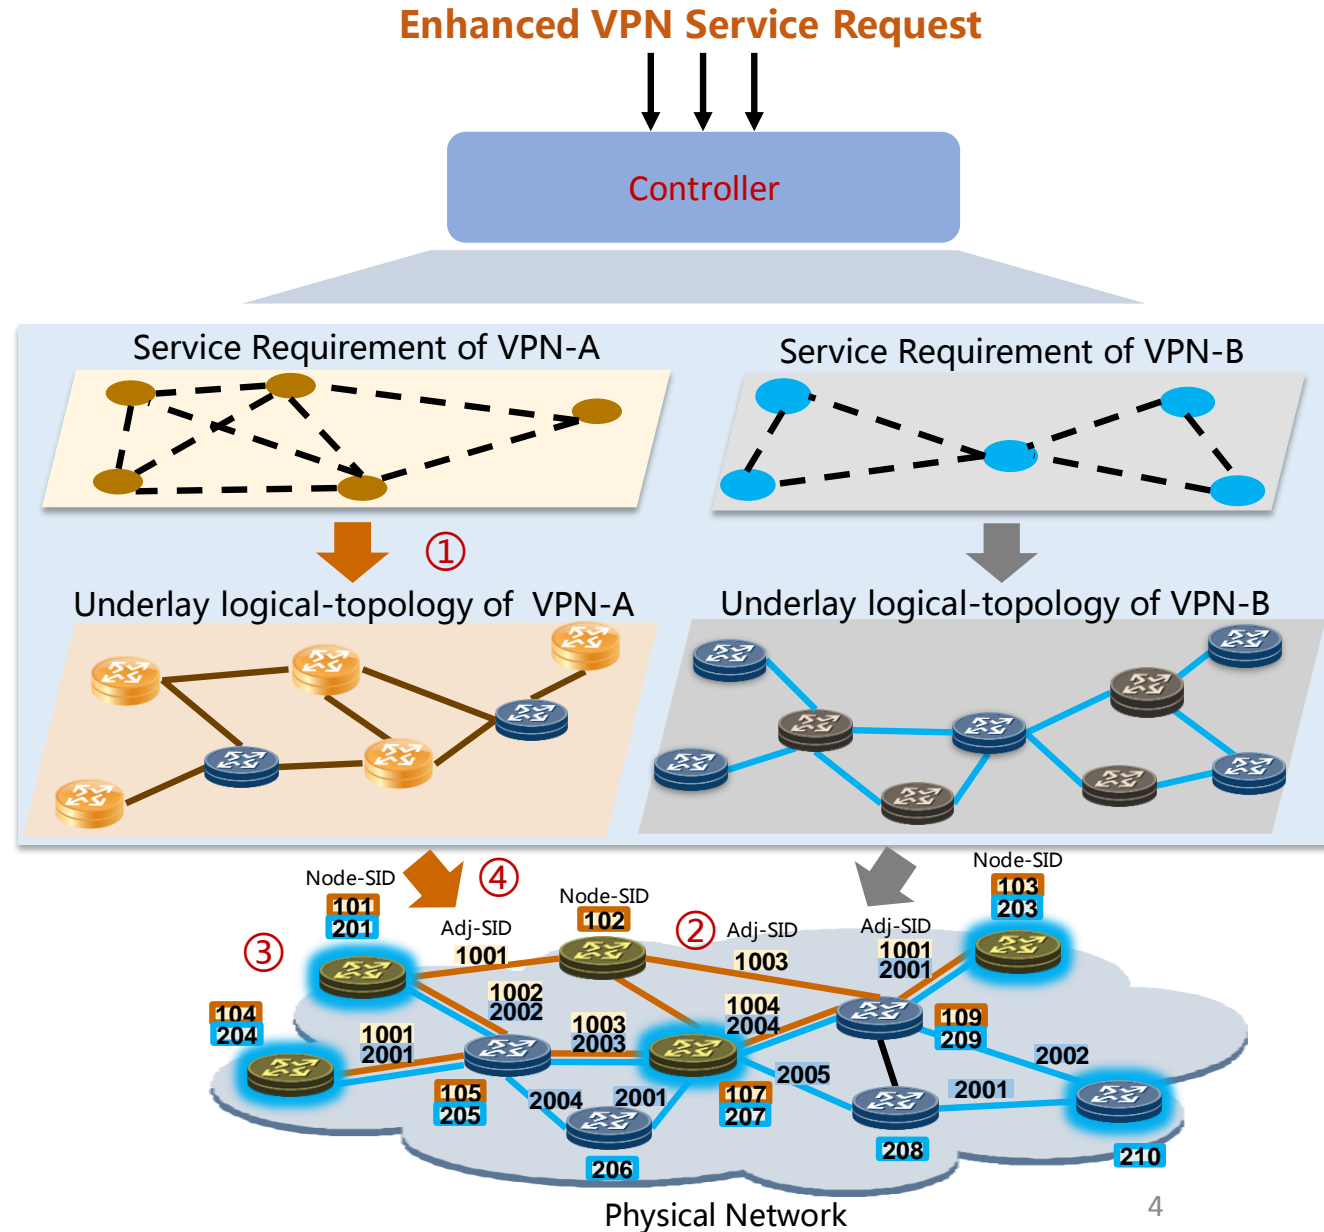 Enhanced VPN Service Request
Controller
Service Requirement of VPN-A
Service Requirement of VPN-B
①
Underlay logical-topology of VPN-A
Underlay logical-topology of VPN-B
④
Node-SID
101
201
Adj-SID
1001
Node-SID
102
②
Adj-SID
1003
Adj-SID
1001
2001
Node-SID
103
203
③
104
204
1001
2001
1002
2002
1003
2003
1004
2004
109
209
2002
105
205
2004
2001
107
207
2005
2001
206
208
210
Physical Network
4